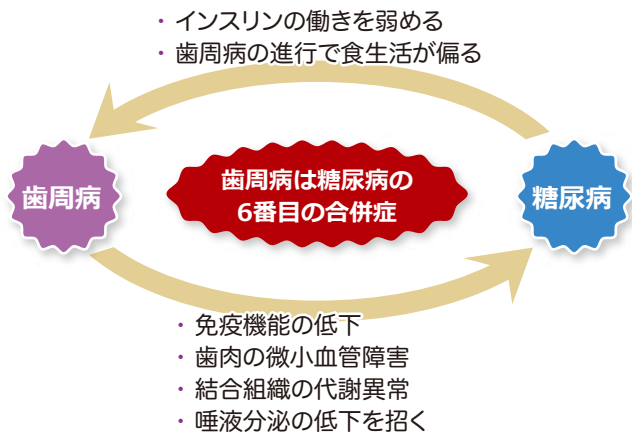 ・インスリンの働きを弱める
・歯周病の進行で食生活が偏る
歯周病
歯周病は糖尿病の
6番目の合併症
糖尿病
・免疫機能の低下
・歯肉の微小血管障害
・結合組織の代謝異常
・唾液分泌の低下を招く